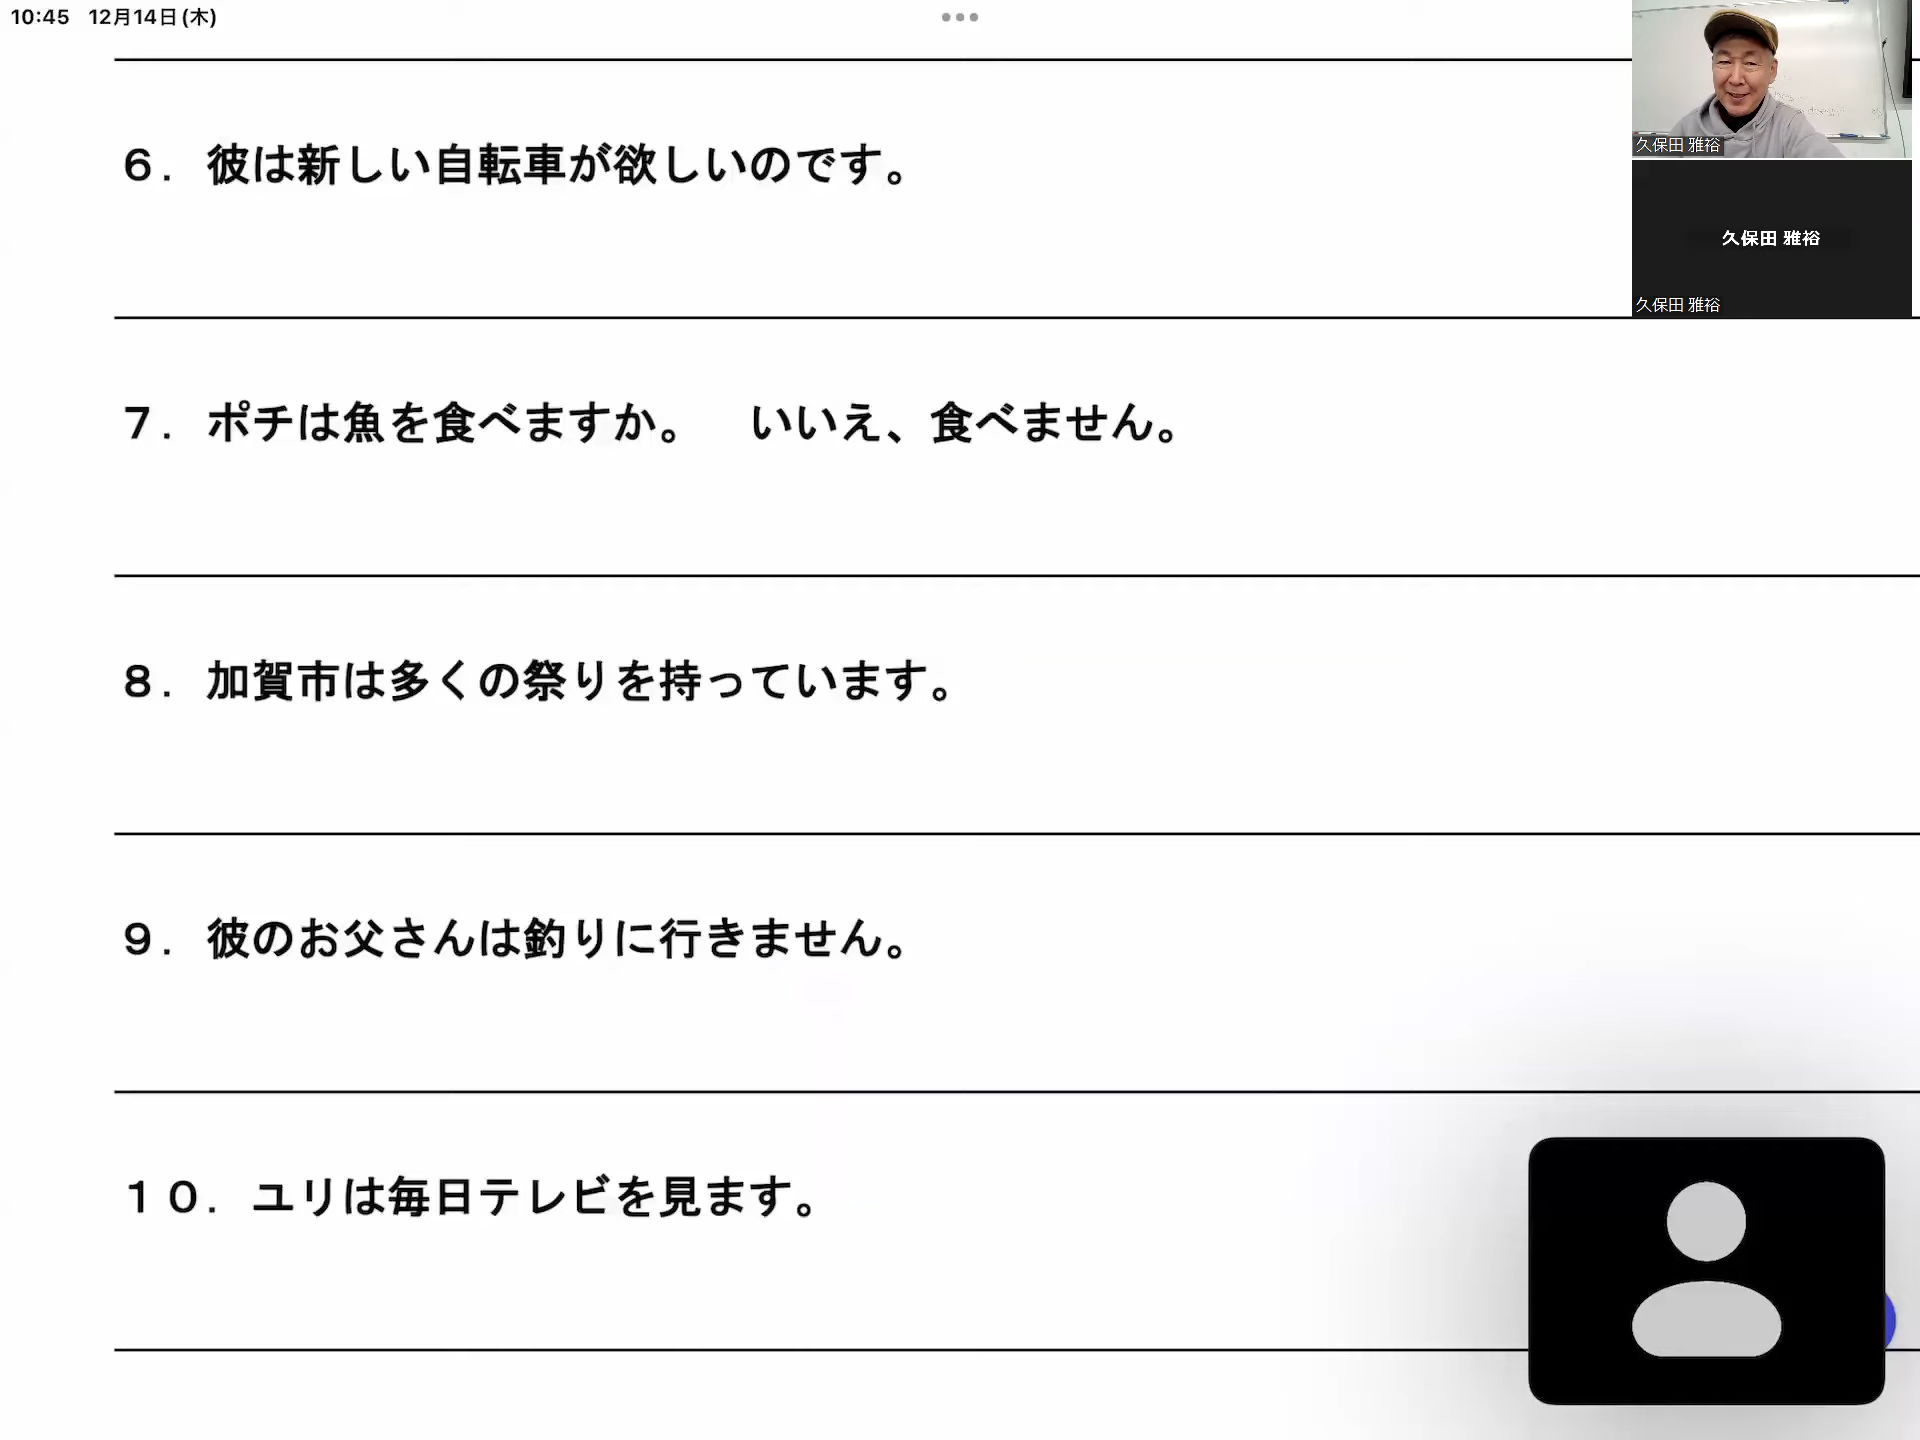 10:45 12月14日(木)
久保田 雅裕
久保田 雅裕
久保田 雅裕
６．彼は新しい自転車が欲しいのです。
７．ポチは魚を食べますか。　いいえ、食べません。
８．加賀市は多くの祭りを持っています。
９．彼のお父さんは釣りに行きません。
１０．ユリは毎日テレビを見ます。